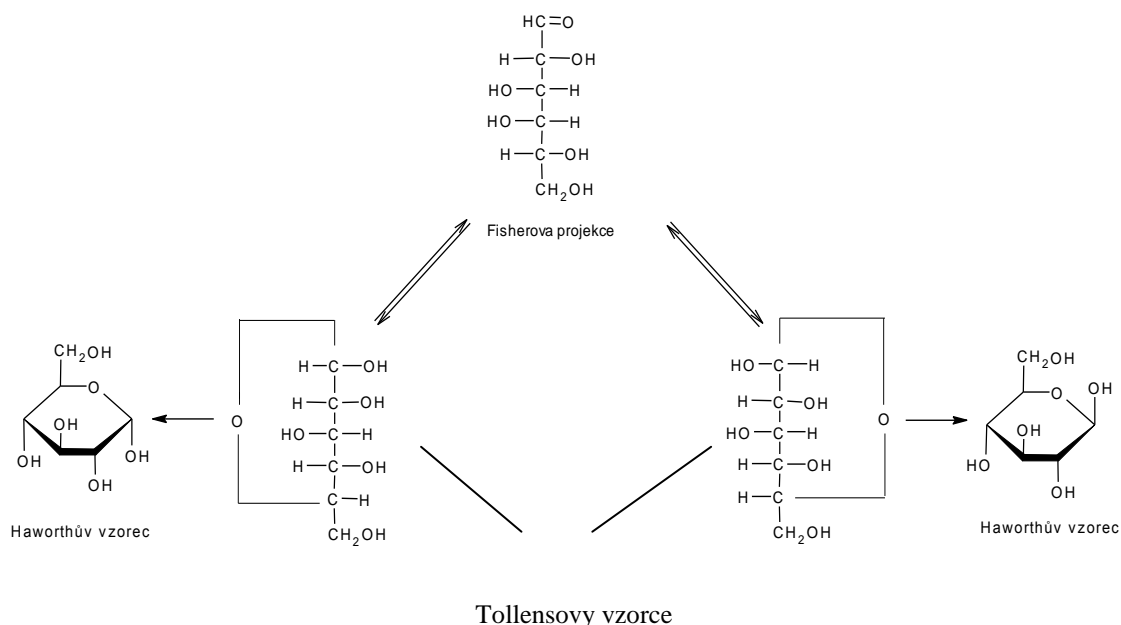 HC=O
H—C—OH
HO—C—H
HO—C—H
H—C—OH
CH2OH
Fisherova projekce
CH2OH
O
OH
OH
OH
OH
Haworthův vzorec
O
H—C—OH
H—C—OH
HO—C—H
H—C—OH
C—H
CH2OH
HO—C—H
H—C—OH
HO—C—H
H—C—OH
H—C
CH2OH
O
CH2OH
O
OH
OH
HO
OH
Haworthův vzorec
Tollensovy vzorce